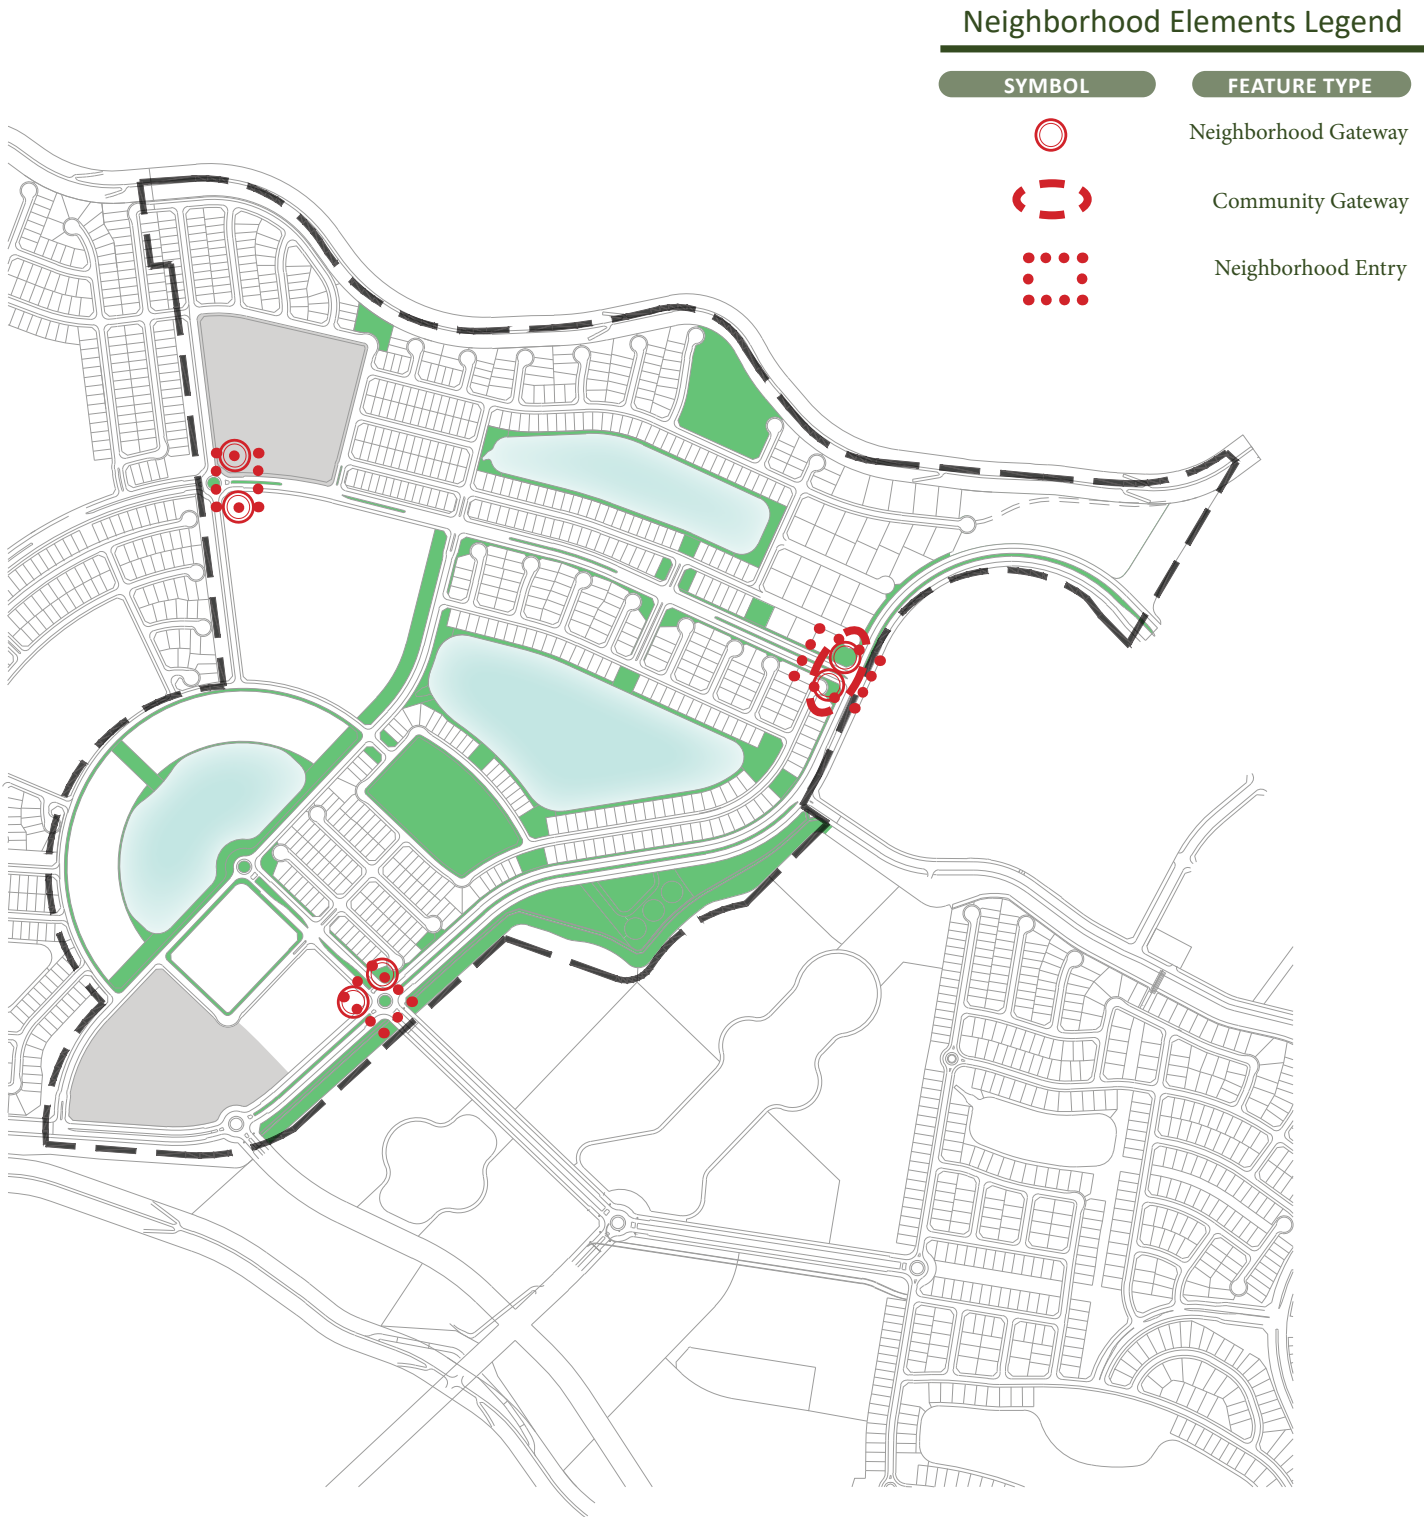 Neighborhood Elements Legend
SYMBOL
FEATURE TYPE
Neighborhood Gateway
Community Gateway
Neighborhood Entry